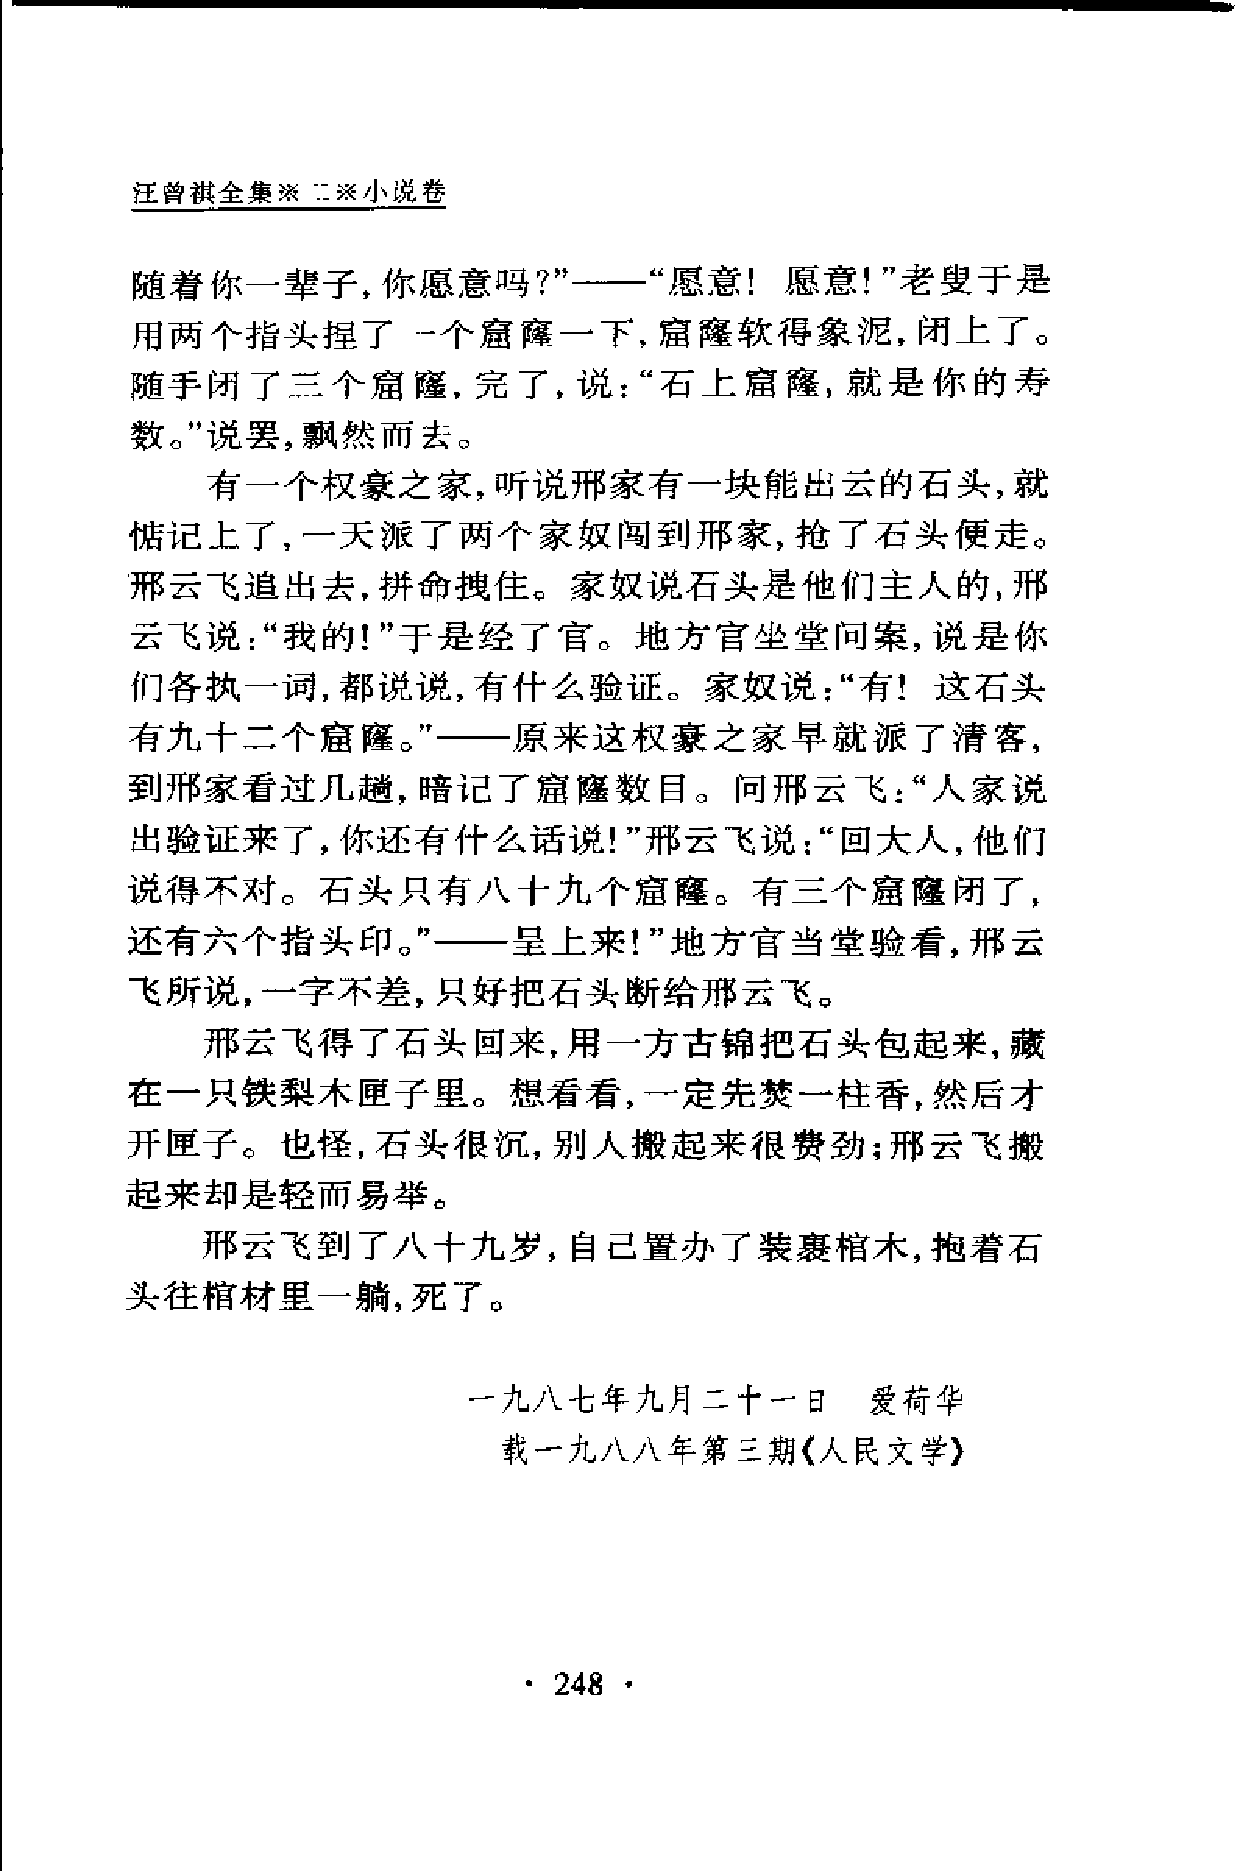 汪曾祺全集※二※小说卷
随着你一辈子,你愿意吗?”——“愿意! 愿意!”老叟于是
用两个指头捏了一个窟窿一下,窟窿软得象泥,闭上了。
随手闭了三个窟窿,完了,说:“石上窟窿,就是你的寿
数。”说罢,飘然而去。
有一个权豪之家,听说邢家有一块能出云的石头,就
惦记上了,一天派了两个家奴闯到邢家,抢了石头便走。
邢云飞追出去,拼命拽住。家奴说石头是他们主人的,邢
云飞说:“我的!”于是经了官。地方官坐堂问案,说是你
们各执一词,都说说,有什么验证。家奴说:“有! 这石头
有九十二个窟窿。”——原来这权豪之家早就派了清客,
到邢家看过几趟,暗记了窟窿数目。问邢云飞:“人家说
出验证来了,你还有什么话说!”邢云飞说:“回大人,他们
说得不对。石头只有八十九个窟窿。有三个窟窿闭了,
还有六个指头印。”——呈上来!”地方官当堂验看,邢云
飞所说,一字不差,只好把石头断给邢云飞。
邢云飞得了石头回来,用一方古锦把石头包起来,藏
在一只铁梨木匣子里。想看看,一定先焚一柱香,然后才
开匣子。也怪,石头很沉,别人搬起来很费劲;邢云飞搬
起来却是轻而易举。
邢云飞到了八十九岁,自己置办了装裹棺木,抱着石
头往棺材里一躺,死了。
一九八七年九月二十一日 爱荷华
载一九八八年第三期《人民文学》
· 248 ·